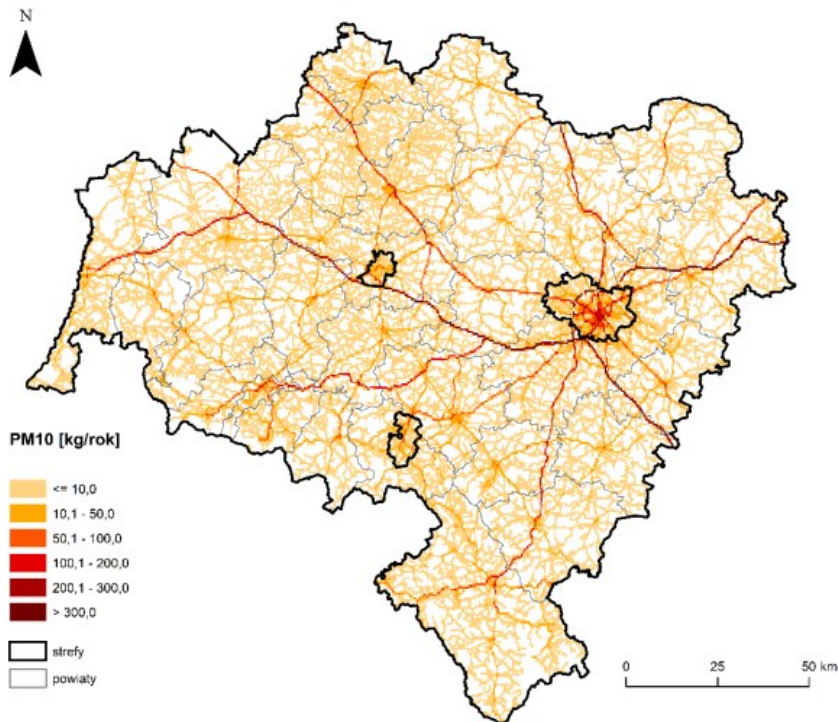 N
PM10 [kg/rok]
<= 10,0
10,1 - 50,0
50,1 - 100,0
100,1 - 200,0
200,1 - 300,0
> 300,0
strefy
powiaty
0 25 50 km